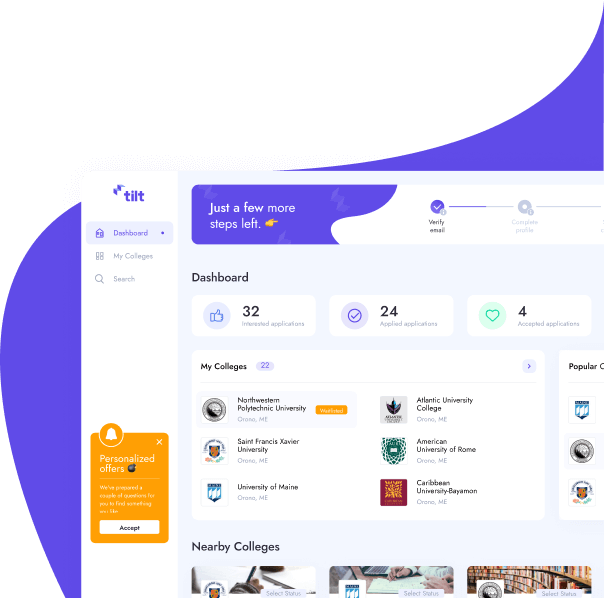 tilt
Just a few more
steps left. 👉
Verify
email
Complete
profile
Dashboard
My Colleges
Search
Dashboard
32
Interested applications
24
Applied applications
4
Accepted applications
My Colleges 22
Popular C
Northwestern
Polytechnic University
Waitlisted
Orono, ME
Atlantic University
College
Orono, ME
Saint Francis Xavier
University
Orono, ME
American
University of Rome
Orono, ME
University of Maine
Orono, ME
Caribbean
University-Bayamon
Orono, ME
Personalized
offers
We've prepared a
couple of questions for
you to find something
you like
Accept
Nearby Colleges
Select Status
Select Status
Select Status